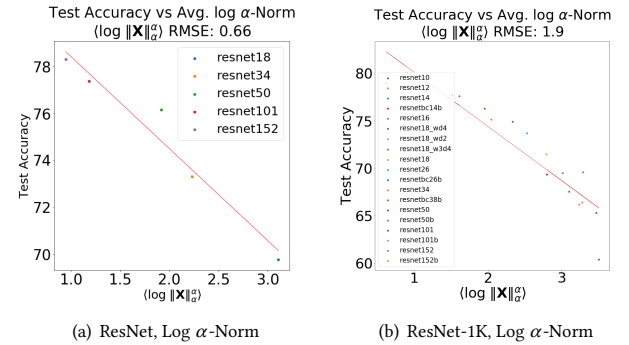 Test Accuracy vs Avg. log α-Norm
⟨log ‖X‖αα⟩ RMSE: 0.66
Test Accuracy
78
76
74
72
70
resnet18
resnet34
resnet50
resnet101
resnet152
1.0 1.5 2.0 2.5 3.0
⟨log ‖X‖αα⟩
(a) ResNet, Log α-Norm
Test Accuracy vs Avg. log α-Norm
⟨log ‖X‖αα⟩ RMSE: 1.9
Test Accuracy
80
75
70
65
60
resnet10
resnet12
resnet14
resnetbc14b
resnet16
resnet18_wd4
resnet18_wd2
resnet18_w3d4
resnet18
resnet26
resnetbc26b
resnet34
resnetbc38b
resnet50
resnet50b
resnet101
resnet101b
resnet152
resnet152b
1 2 3
⟨log ‖X‖αα⟩
(b) ResNet-1K, Log α-Norm